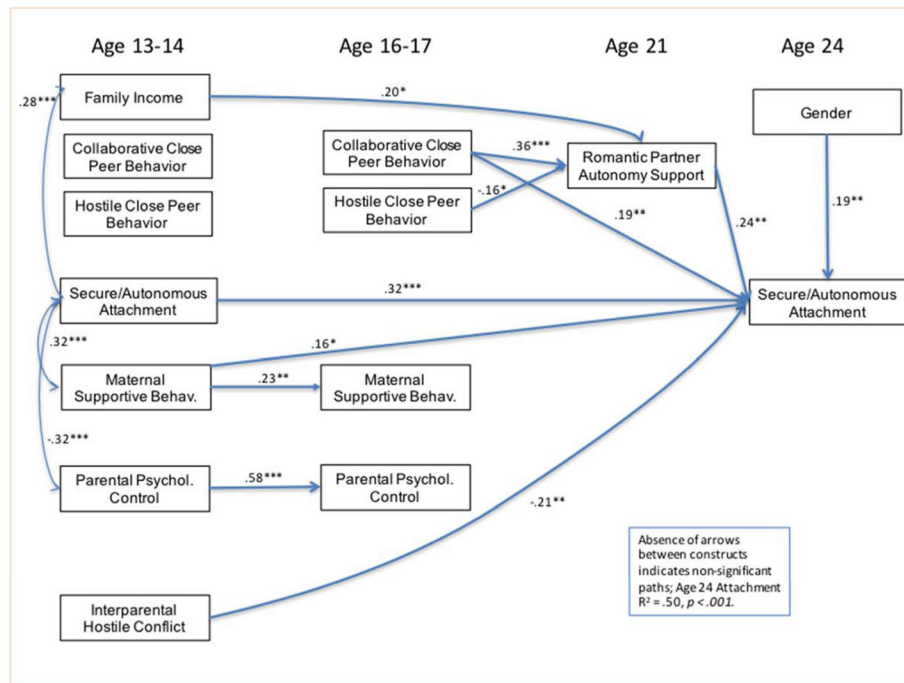 Age 13-14
Age 16-17
Age 21
Age 24
.28***
Family Income
.20*
Gender
Collaborative Close
Peer Behavior
Collaborative Close
Peer Behavior
.36***
Romantic Partner
Autonomy Support
Hostile Close Peer
Behavior
Hostile Close Peer
Behavior
-.16*
.19**
.24**
.19**
Secure/Autonomous
Attachment
.32***
Secure/Autonomous
Attachment
.32***
.16*
Maternal
Supportive Behav.
.23**
Maternal
Supportive Behav.
-.32***
Parental Psychol.
Control
.58***
Parental Psychol.
Control
-.21**
Interparental
Hostile Conflict
Absence of arrows
between constructs
indicates non-significant
paths; Age 24 Attachment
R² = .50, p <.001.